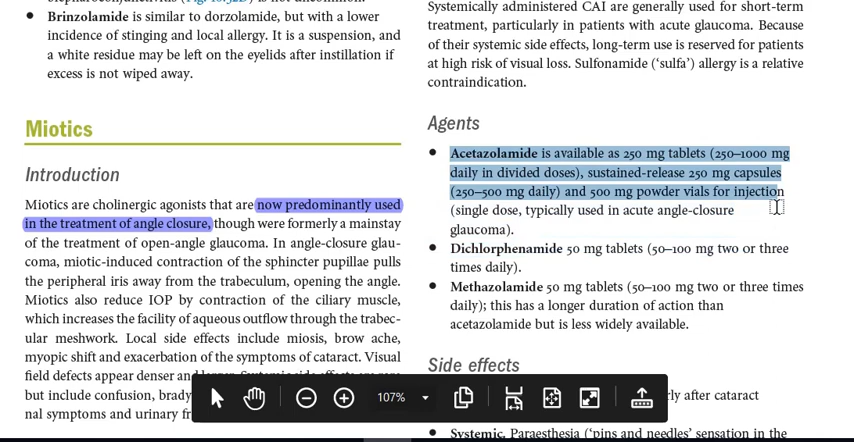 Brinzolamide is similar to dorzolamide, but with a lower
incidence of stinging and local allergy. It is a suspension, and
a white residue may be left on the eyelids after instillation if
excess is not wiped away.
Miotics
Introduction
Miotics are cholinergic agonists that are now predominantly used
in the treatment of angle closure, though were formerly a mainstay
of the treatment of open-angle glaucoma. In angle-closure glau-
coma, miotic-induced contraction of the sphincter pupillae pulls
the peripheral iris away from the trabeculum, opening the angle.
Miotics also reduce IOP by contraction of the ciliary muscle,
which increases the facility of aqueous outflow through the trabec-
ular meshwork. Local side effects include miosis, brow ache,
myopic shift and exacerbation of the symptoms of cataract. Visual
field defects appear denser and
but include confusion, brady
nal symptoms and urinary fr
Systemically administered CAI are generally used for short-term
treatment, particularly in patients with acute glaucoma. Because
of their systemic side effects, long-term use is reserved for patients
at high risk of visual loss. Sulfonamide (‘sulfa’) allergy is a relative
contraindication.
Agents
Acetazolamide is available as 250 mg tablets (250–1000 mg
daily in divided doses), sustained-release 250 mg capsules
(250–500 mg daily) and 500 mg powder vials for injection
(single dose, typically used in acute angle-closure
glaucoma).
Dichlorphenamide 50 mg tablets (50–100 mg two or three
times daily).
Methazolamide 50 mg tablets (50–100 mg two or three times
daily); this has a longer duration of action than
acetazolamide but is less widely available.
Side effects
rly after cataract
Systemic. Paraesthesia (‘pins and needles’ sensation in the
107%